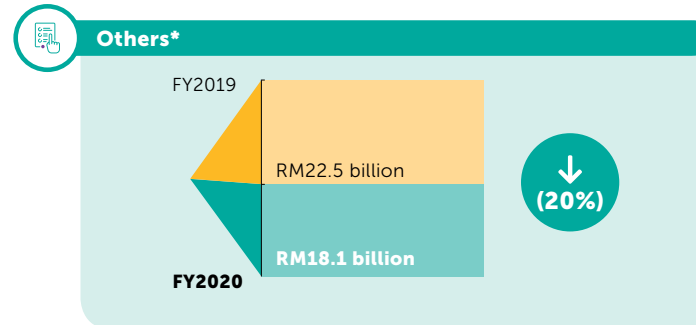 Others*
FY2019
RM22.5 billion
(20%)
RM18.1 billion
FY2020